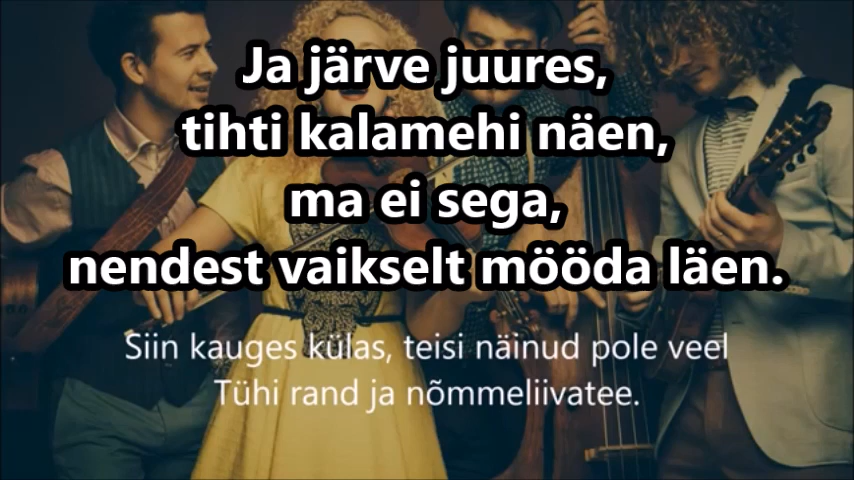 Ja järve juures,
tihti kalamehi näen,
ma ei sega,
nendest vaikselt mööda läen.
Siin kauges külas, teisi näinud pole veel
Tühi rand ja nõmmeliivatee.